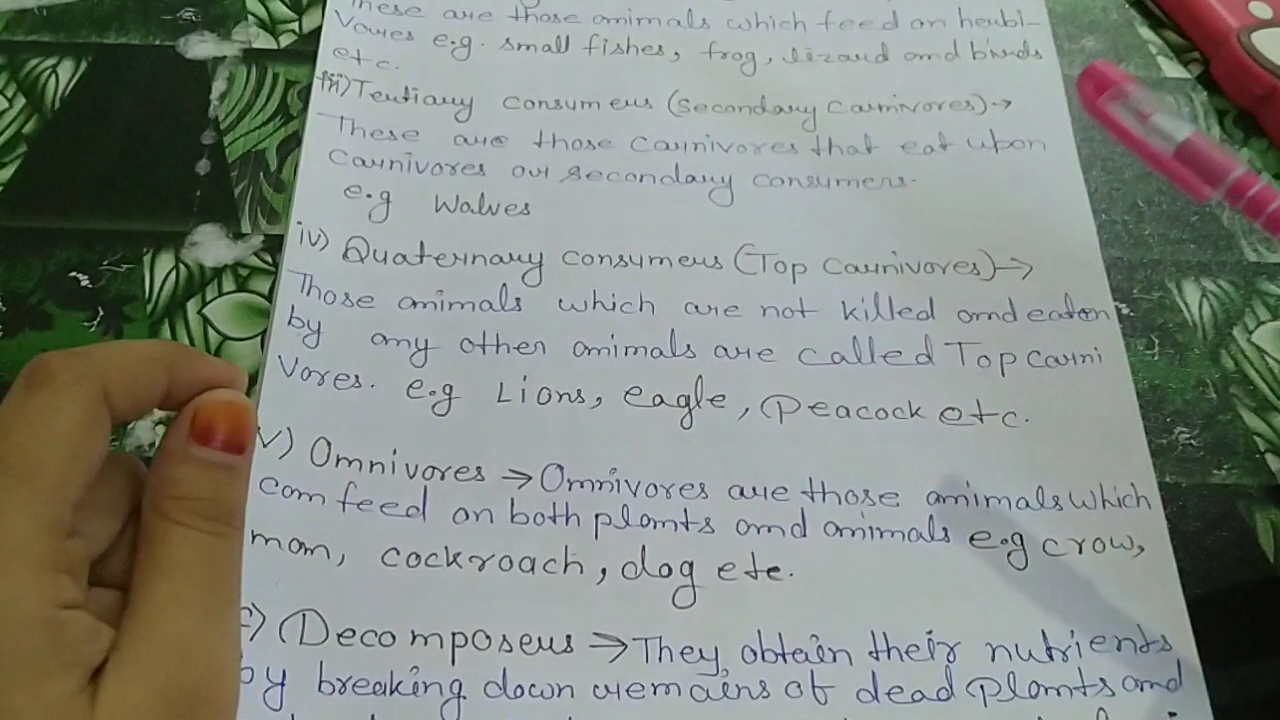 These are those animals which feed on herbi-
vores e.g. small fishes, frog, lizard and birds
etc.
iii) Tertiary consumers (Secondary Carnivores)→
These are those carnivores that eat upon
carnivores or secondary consumers.
e.g Walves
iv) Quaternary consumers (Top carnivores)→
Those animals which are not killed and eaten
by any other animals are called Top carni
vores. e.g Lions, eagle, Peacock etc.
v) Omnivores → Omnivores are those animals which
can feed on both plants and animals e.g crow,
man, cockroach, dog etc.
c) Decomposers → They obtain their nutrients
by breaking down remains of dead plants and